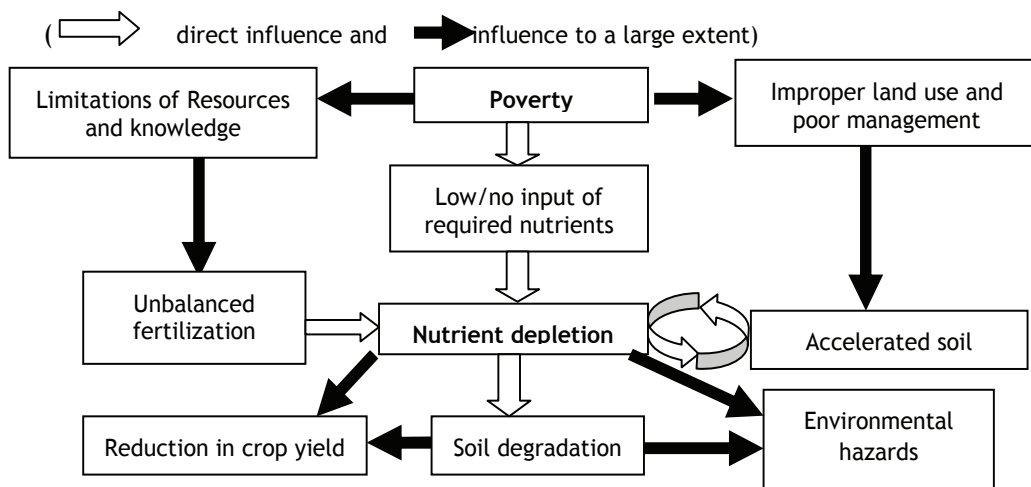 ( direct influence and influence to a large extent)
Limitations of Resources
and knowledge
Poverty
Improper land use and
poor management
Low/no input of
required nutrients
Unbalanced
fertilization
Nutrient depletion
Accelerated soil
Reduction in crop yield
Soil degradation
Environmental
hazards